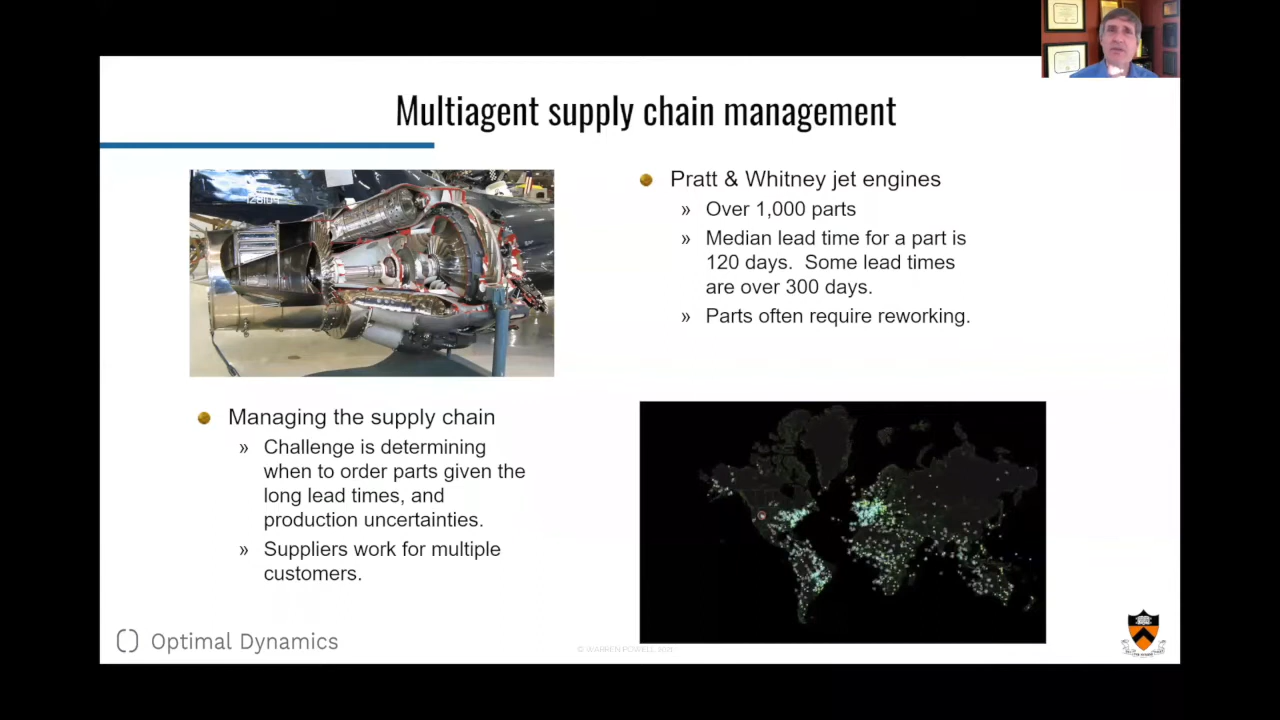 Multiagent supply chain management
Pratt & Whitney jet engines
» Over 1,000 parts
» Median lead time for a part is
120 days. Some lead times
are over 300 days.
» Parts often require reworking.
Managing the supply chain
» Challenge is determining
when to order parts given the
long lead times, and
production uncertainties.
» Suppliers work for multiple
customers.
Optimal Dynamics
© WARREN POWELL 2021